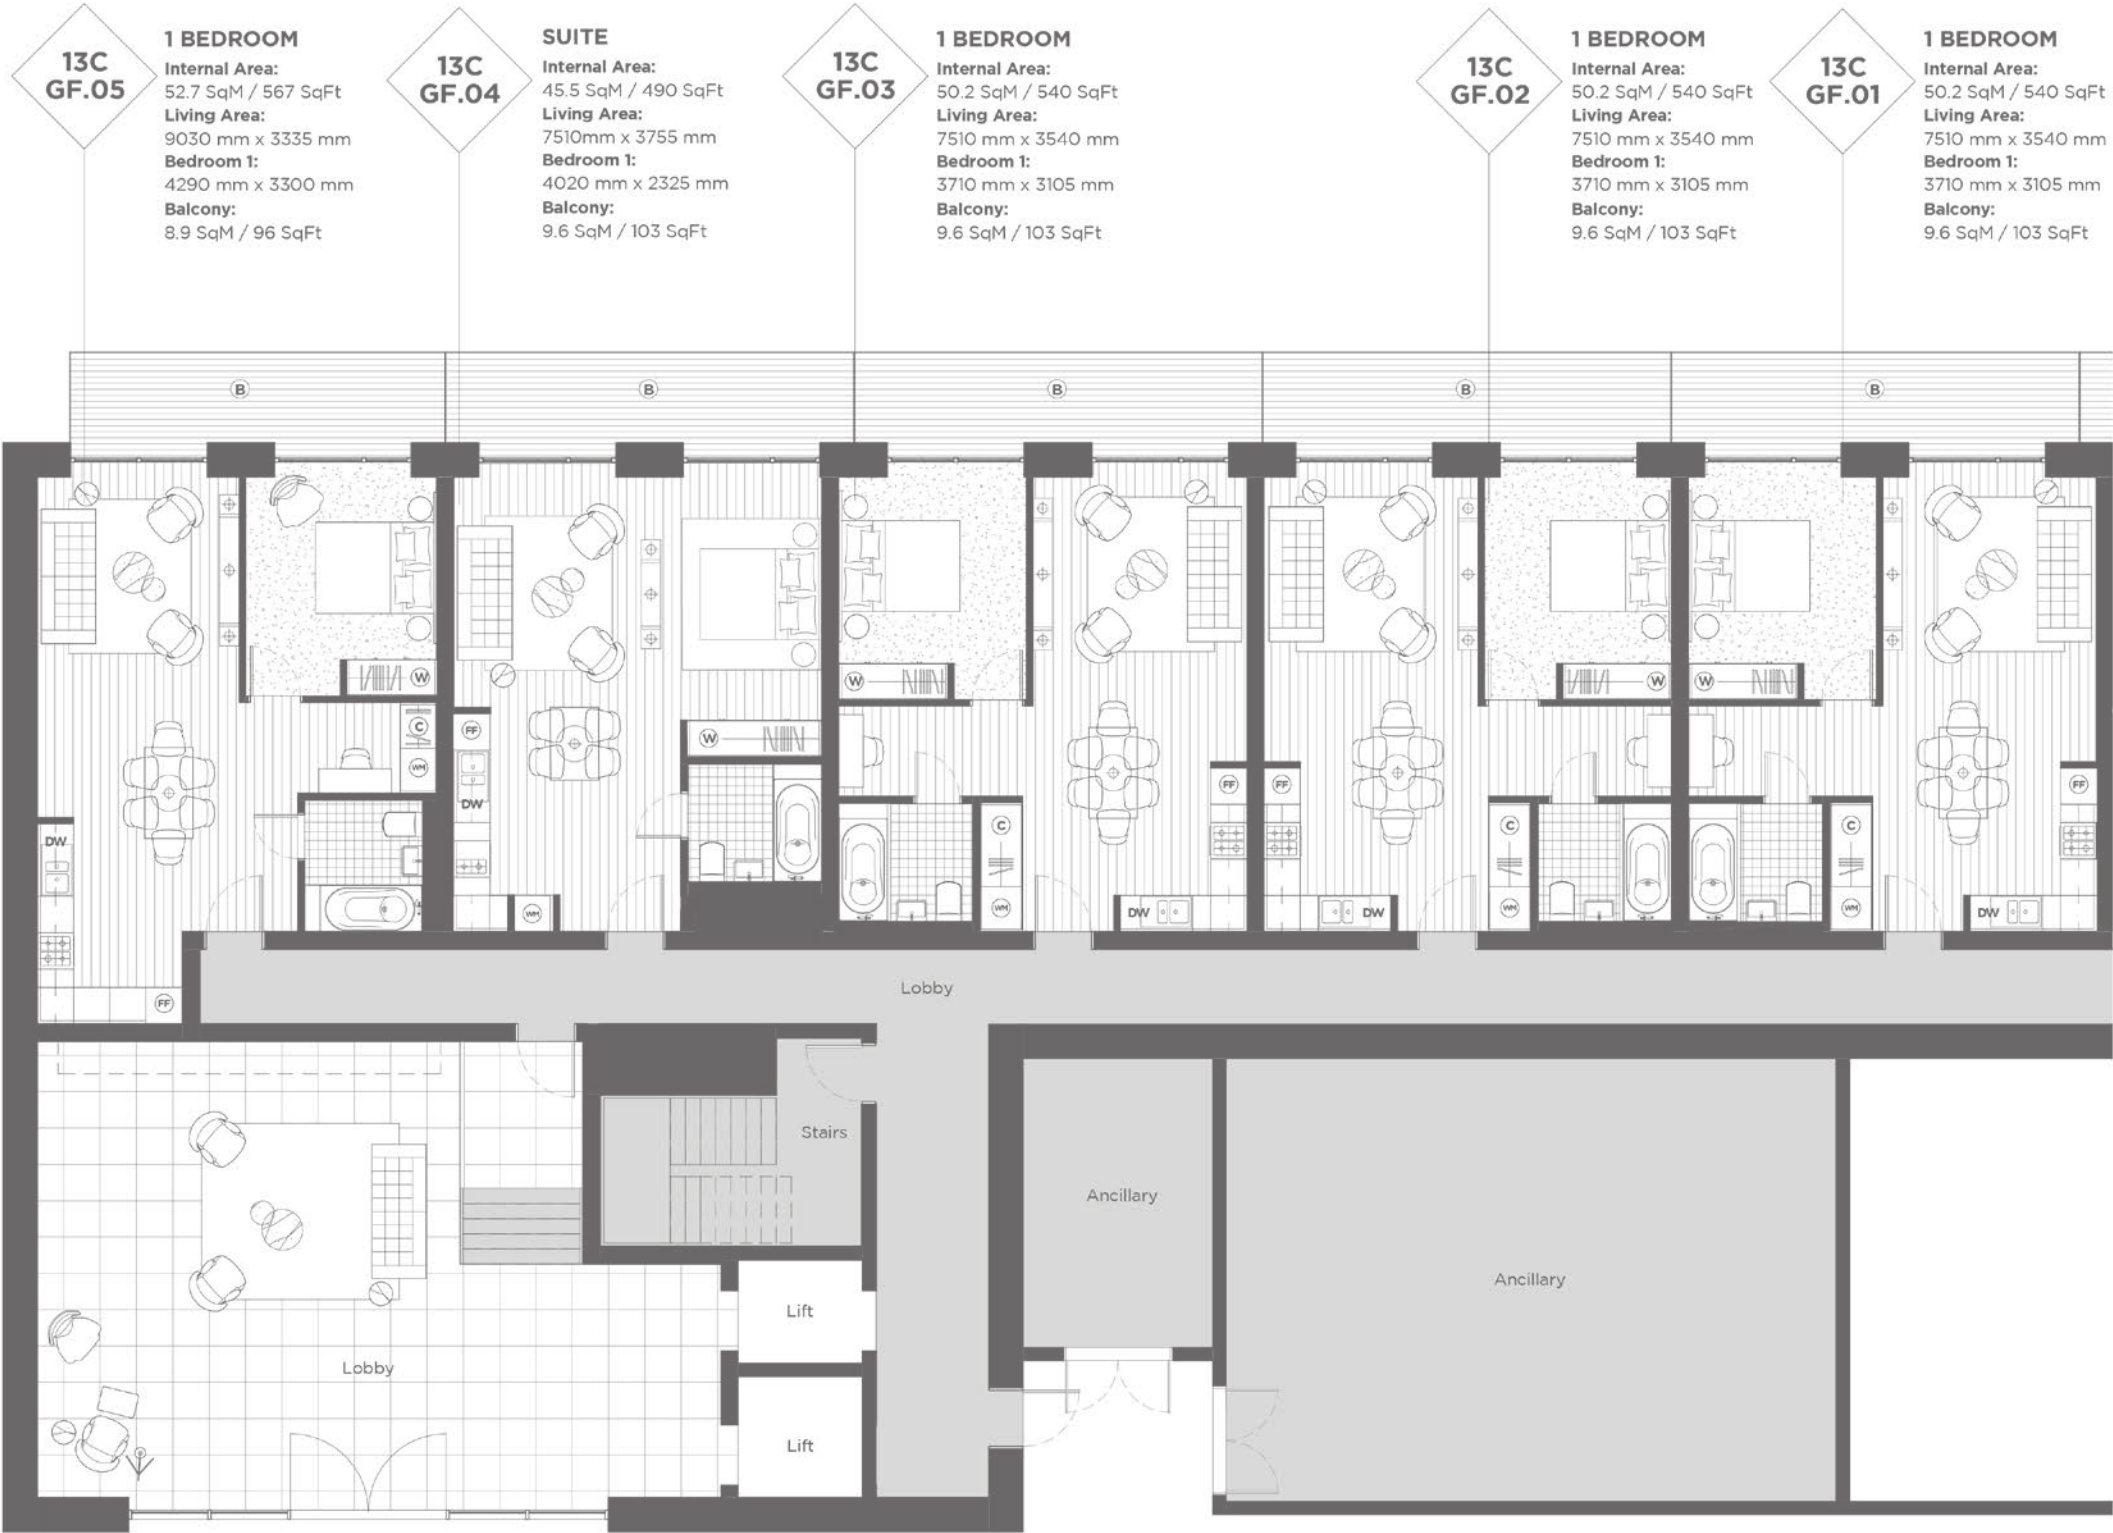 13C
GF.05
1 BEDROOM
Internal Area:
52.7 SqM / 567 SqFt
Living Area:
9030 mm x 3335 mm
Bedroom 1:
4290 mm x 3300 mm
Balcony:
8.9 SqM / 96 SqFt
13C
GF.04
SUITE
Internal Area:
45.5 SqM / 490 SqFt
Living Area:
7510mm x 3755 mm
Bedroom 1:
4020 mm x 2325 mm
Balcony:
9.6 SqM / 103 SqFt
13C
GF.03
1 BEDROOM
Internal Area:
50.2 SqM / 540 SqFt
Living Area:
7510 mm x 3540 mm
Bedroom 1:
3710 mm x 3105 mm
Balcony:
9.6 SqM / 103 SqFt
13C
GF.02
1 BEDROOM
Internal Area:
50.2 SqM / 540 SqFt
Living Area:
7510 mm x 3540 mm
Bedroom 1:
3710 mm x 3105 mm
Balcony:
9.6 SqM / 103 SqFt
13C
GF.01
1 BEDROOM
Internal Area:
50.2 SqM / 540 SqFt
Living Area:
7510 mm x 3540 mm
Bedroom 1:
3710 mm x 3105 mm
Balcony:
9.6 SqM / 103 SqFt
B
B
B
B
B
W
W
W
W
W
C
FF
WM
DW
DW
FF
FF
FF
C
C
C
WM
WM
WM
WM
DW
DW
DW
FF
Lobby
Stairs
Ancillary
Ancillary
Lift
Lobby
Lift